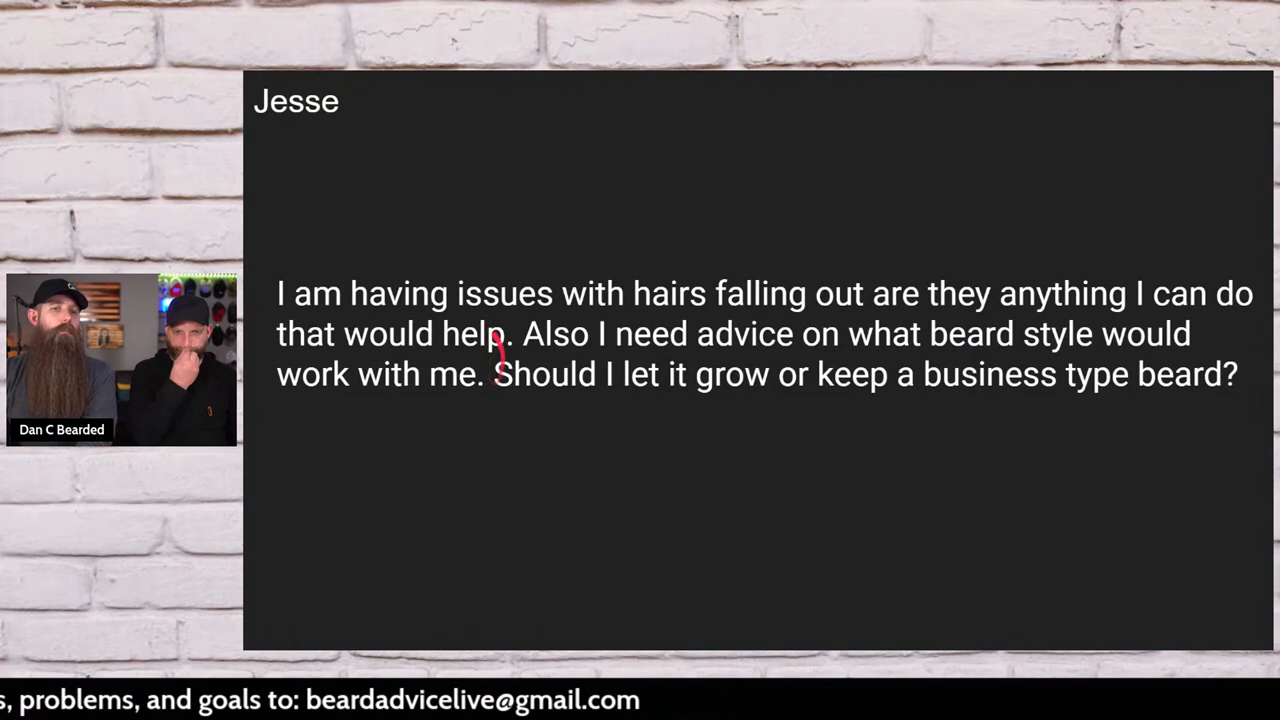 Jesse
I am having issues with hairs falling out are they anything I can do
that would help. Also I need advice on what beard style would
work with me. Should I let it grow or keep a business type beard?
Dan C Bearded
s, problems, and goals to: beardadvicelive@gmail.com